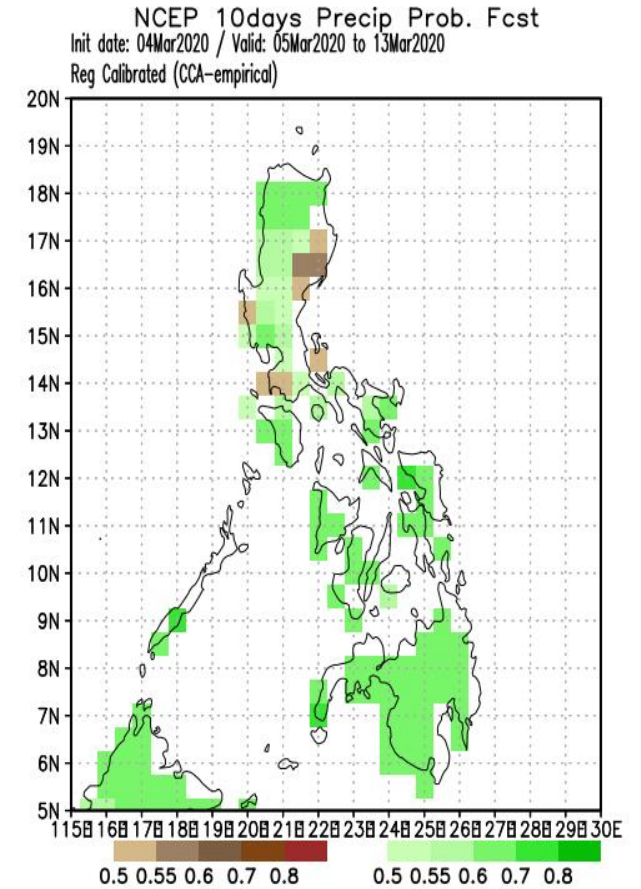 NCEP 10days Precip Prob. Fcst
Init date: 04Mar2020 / Valid: 05Mar2020 to 13Mar2020
Reg Calibrated (CCA-empirical)
20N
19N
18N
17N
16N
15N
14N
13N
12N
11N
10N
9N
8N
7N
6N
5N
115E 116E 117E 118E 119E 120E 121E 122E 123E 124E 125E 126E 127E 128E 129E 130E
0.5 0.55 0.6 0.7 0.8 0.5 0.55 0.6 0.7 0.8